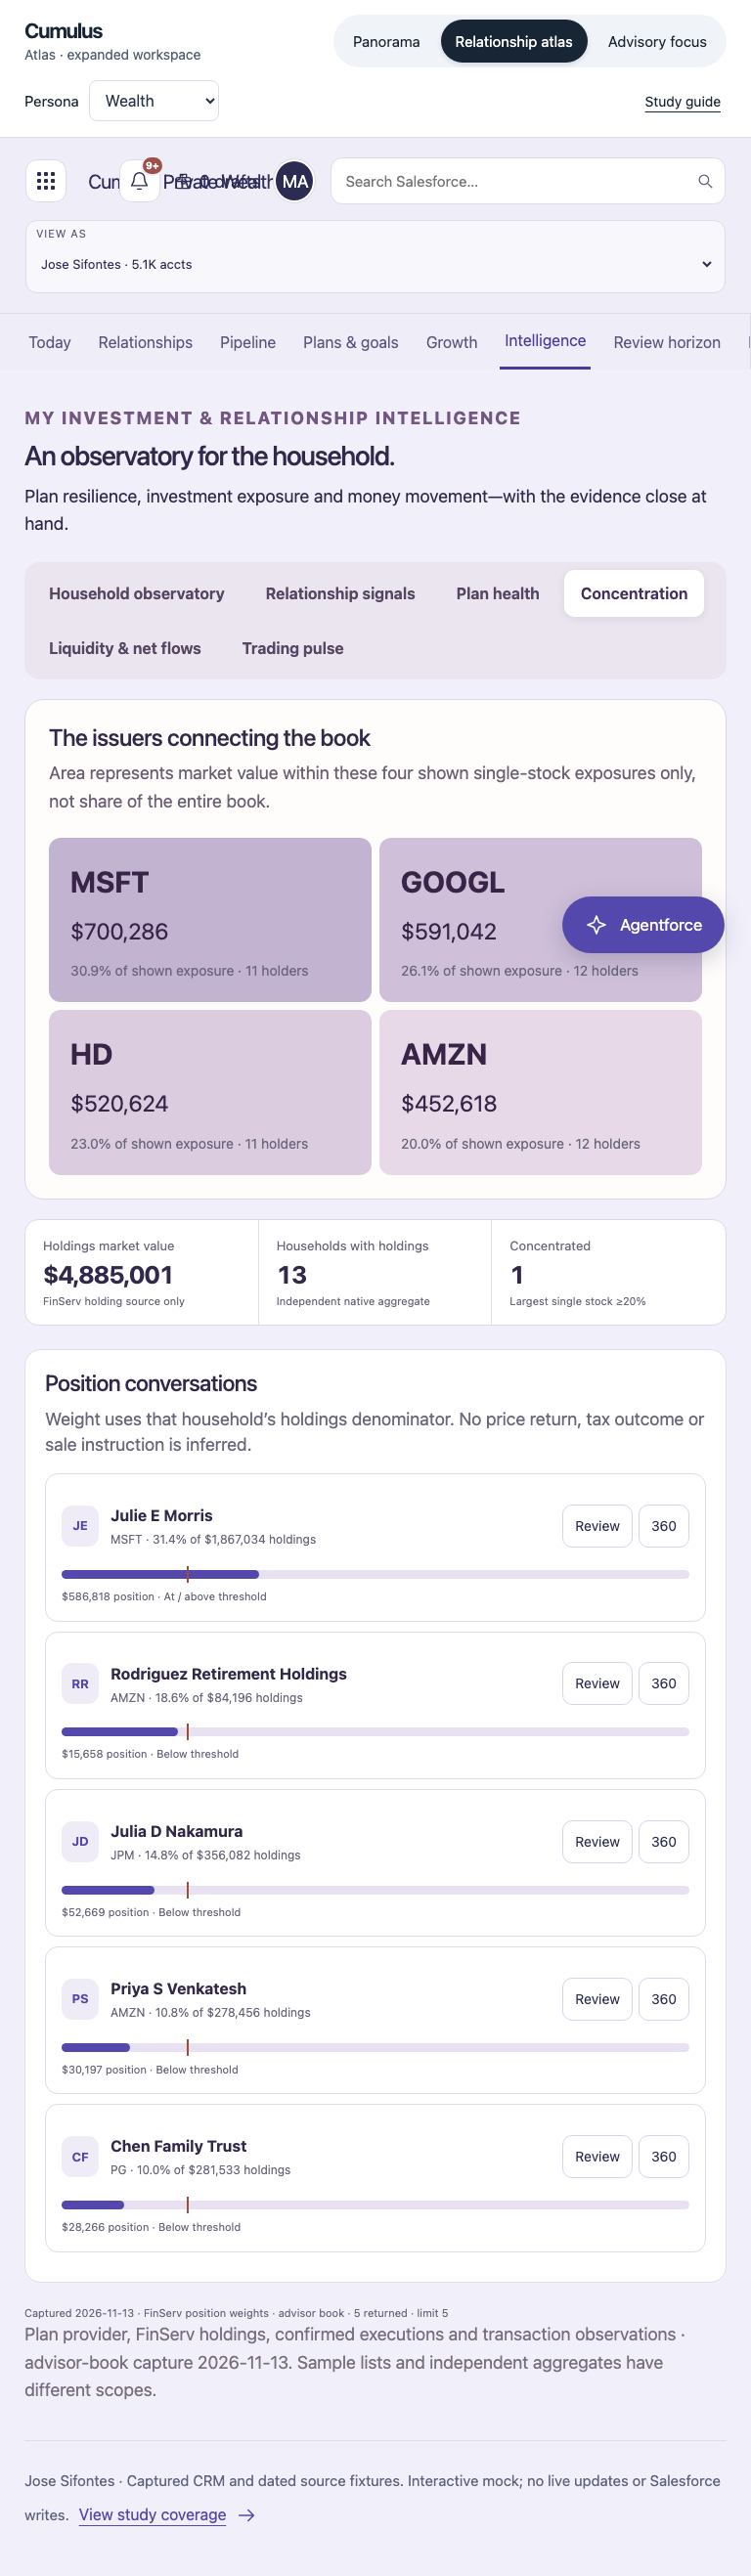 Cumulus
Atlas · expanded workspace
Panorama
Relationship atlas
Advisory focus
Persona
Wealth
Study guide
9+
Private Wealth
MA
Search Salesforce...
VIEW AS
Jose Sifontes · 5.1K accts
Today
Relationships
Pipeline
Plans & goals
Growth
Intelligence
Review horizon
MY INVESTMENT & RELATIONSHIP INTELLIGENCE
An observatory for the household.
Plan resilience, investment exposure and money movement—with the evidence close at
hand.
Household observatory
Relationship signals
Plan health
Concentration
Liquidity & net flows
Trading pulse
The issuers connecting the book
Area represents market value within these four shown single-stock exposures only,
not share of the entire book.
MSFT
$700,286
30.9% of shown exposure · 11 holders
GOOGL
$591,042
26.1% of shown exposure · 12 holders
Agentforce
HD
$520,624
23.0% of shown exposure · 11 holders
AMZN
$452,618
20.0% of shown exposure · 12 holders
Holdings market value
$4,885,001
FinServ holding source only
Households with holdings
13
Independent native aggregate
Concentrated
1
Largest single stock ≥20%
Position conversations
Weight uses that household’s holdings denominator. No price return, tax outcome or
sale instruction is inferred.
JE
Julie E Morris
MSFT · 31.4% of $1,867,034 holdings
Review
360
$586,818 position · At / above threshold
RR
Rodriguez Retirement Holdings
AMZN · 18.6% of $84,196 holdings
Review
360
$15,658 position · Below threshold
JD
Julia D Nakamura
JPM · 14.8% of $356,082 holdings
Review
360
$52,669 position · Below threshold
PS
Priya S Venkatesh
AMZN · 10.8% of $278,456 holdings
Review
360
$30,197 position · Below threshold
CF
Chen Family Trust
PG · 10.0% of $281,533 holdings
Review
360
$28,266 position · Below threshold
Captured 2026-11-13 · FinServ position weights · advisor book · 5 returned · limit 5
Plan provider, FinServ holdings, confirmed executions and transaction observations ·
advisor-book capture 2026-11-13. Sample lists and independent aggregates have
different scopes.
Jose Sifontes · Captured CRM and dated source fixtures. Interactive mock; no live updates or Salesforce
writes. View study coverage →